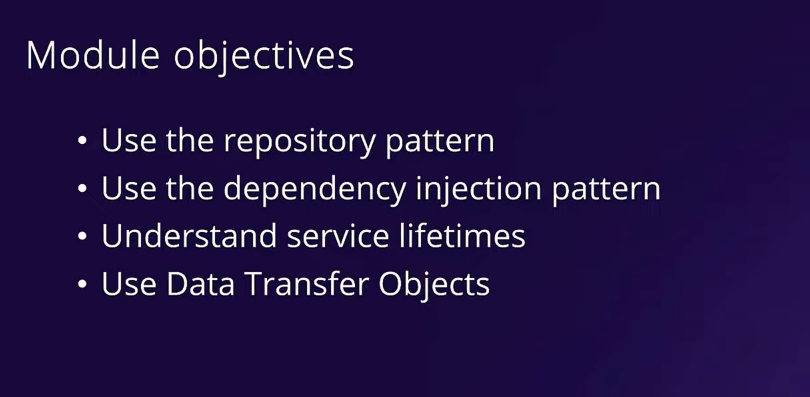 Module objectives
• Use the repository pattern
• Use the dependency injection pattern
• Understand service lifetimes
• Use Data Transfer Objects